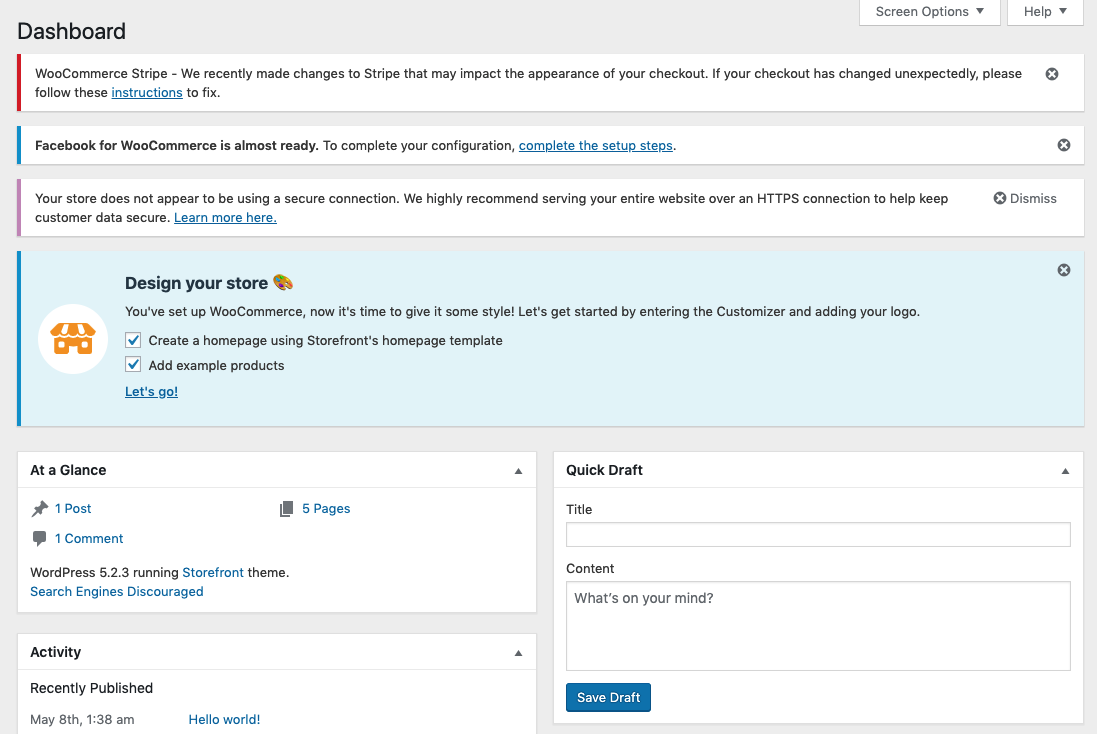 Screen Options
Help
Dashboard
WooCommerce Stripe - We recently made changes to Stripe that may impact the appearance of your checkout. If your checkout has changed unexpectedly, please
follow these instructions to fix.
Facebook for WooCommerce is almost ready. To complete your configuration, complete the setup steps.
Your store does not appear to be using a secure connection. We highly recommend serving your entire website over an HTTPS connection to help keep
customer data secure. Learn more here.
Dismiss
Design your store
You've set up WooCommerce, now it's time to give it some style! Let's get started by entering the Customizer and adding your logo.
Create a homepage using Storefront's homepage template
Add example products
Let's go!
At a Glance
1 Post
5 Pages
1 Comment
WordPress 5.2.3 running Storefront theme.
Search Engines Discouraged
Activity
Recently Published
May 8th, 1:38 am
Hello world!
Quick Draft
Title
Content
What's on your mind?
Save Draft